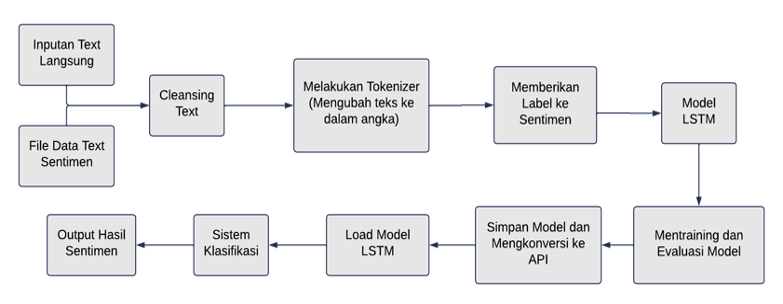 Inputan Text
Langsung
File Data Text
Sentimen
Cleansing
Text
Melakukan Tokenizer
(Mengubah teks ke
dalam angka)
Memberikan
Label ke
Sentimen
Model
LSTM
Mentraining dan
Evaluasi Model
Simpan Model dan
Mengkonversi ke
API
Load Model
LSTM
Sistem
Klasifikasi
Output Hasil
Sentimen